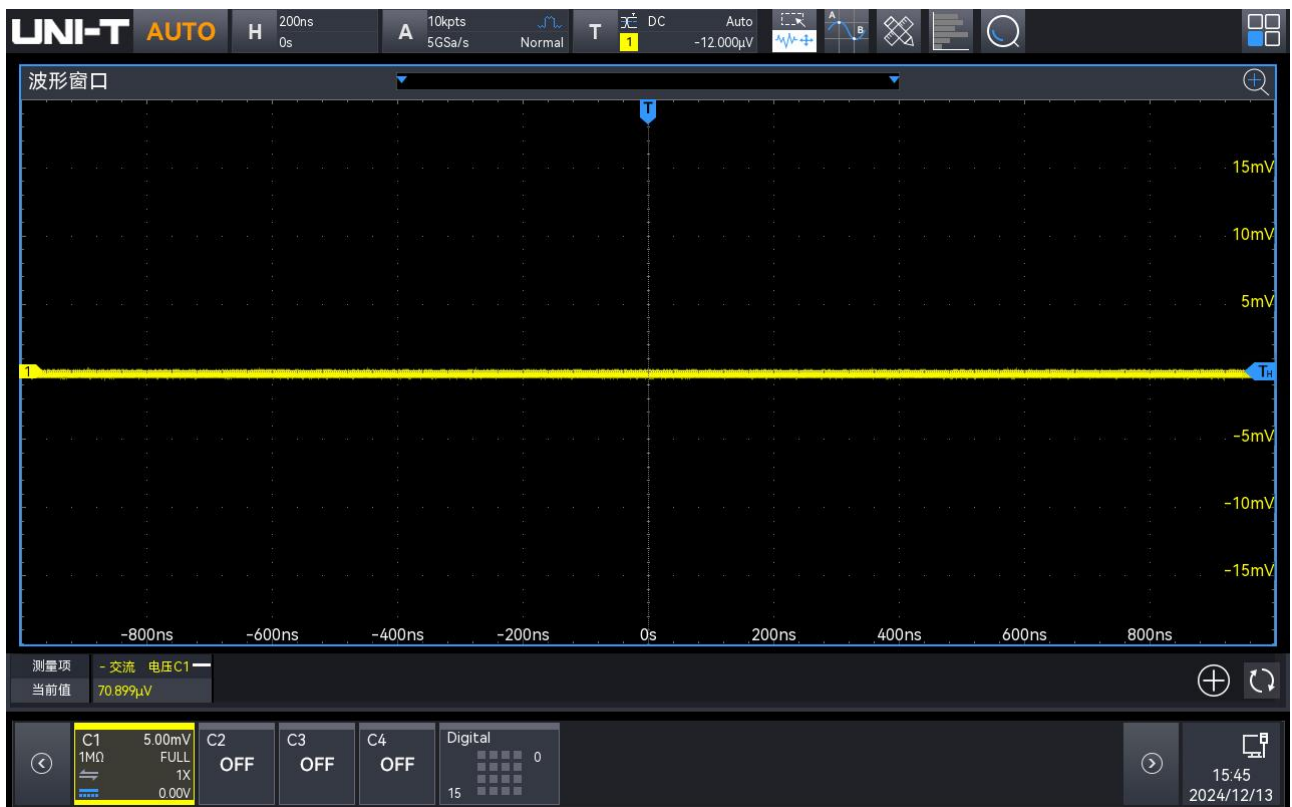 UNI-T AUTO H 200ns A 10kpts T DC Auto A B
0s 5GSa/s Normal 1 -12.000μV
波形窗口
T
15mV
10mV
5mV
1 TH
-5mV
-10mV
-15mV
-800ns -600ns -400ns -200ns 0s 200ns 400ns 600ns 800ns
测量项 - 交流 电压C1
当前值 70.899μV
C1 5.00mV C2 C3 C4 Digital
1MΩ FULL OFF OFF OFF 0
1X
0.00V 15
15:45
2024/12/13